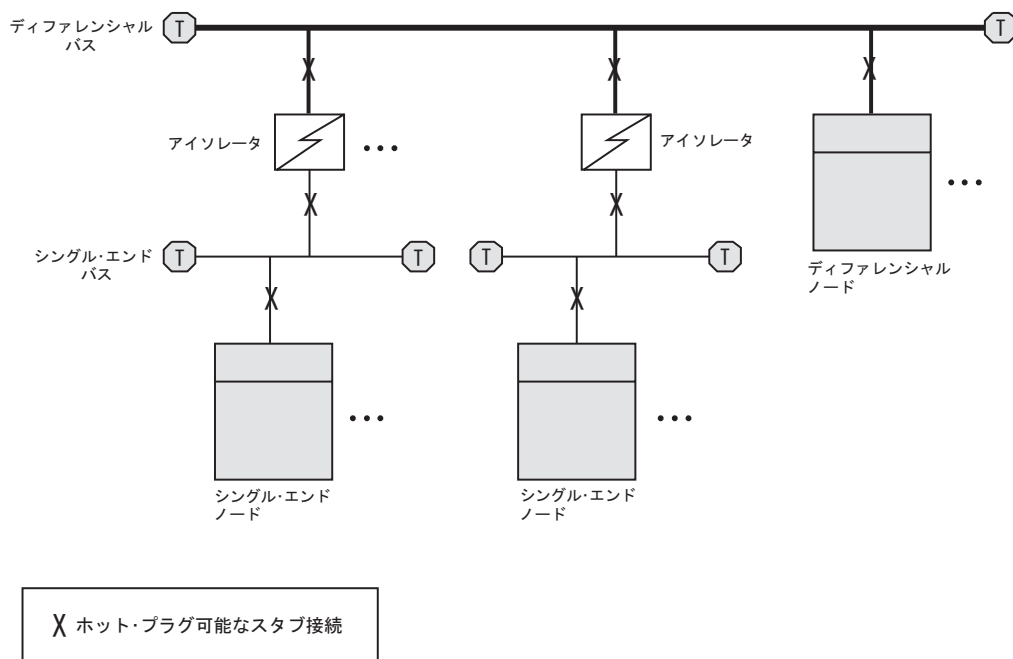 ディファレンシャル
バス
T
T
X
X
X
アイソレータ
アイソレータ
X
X
シングル・エンド
バス
T
T
T
T
ディファレンシャル
ノード
X
X
シングル・エンド
ノード
シングル・エンド
ノード
X ホット・プラグ可能なスタブ接続